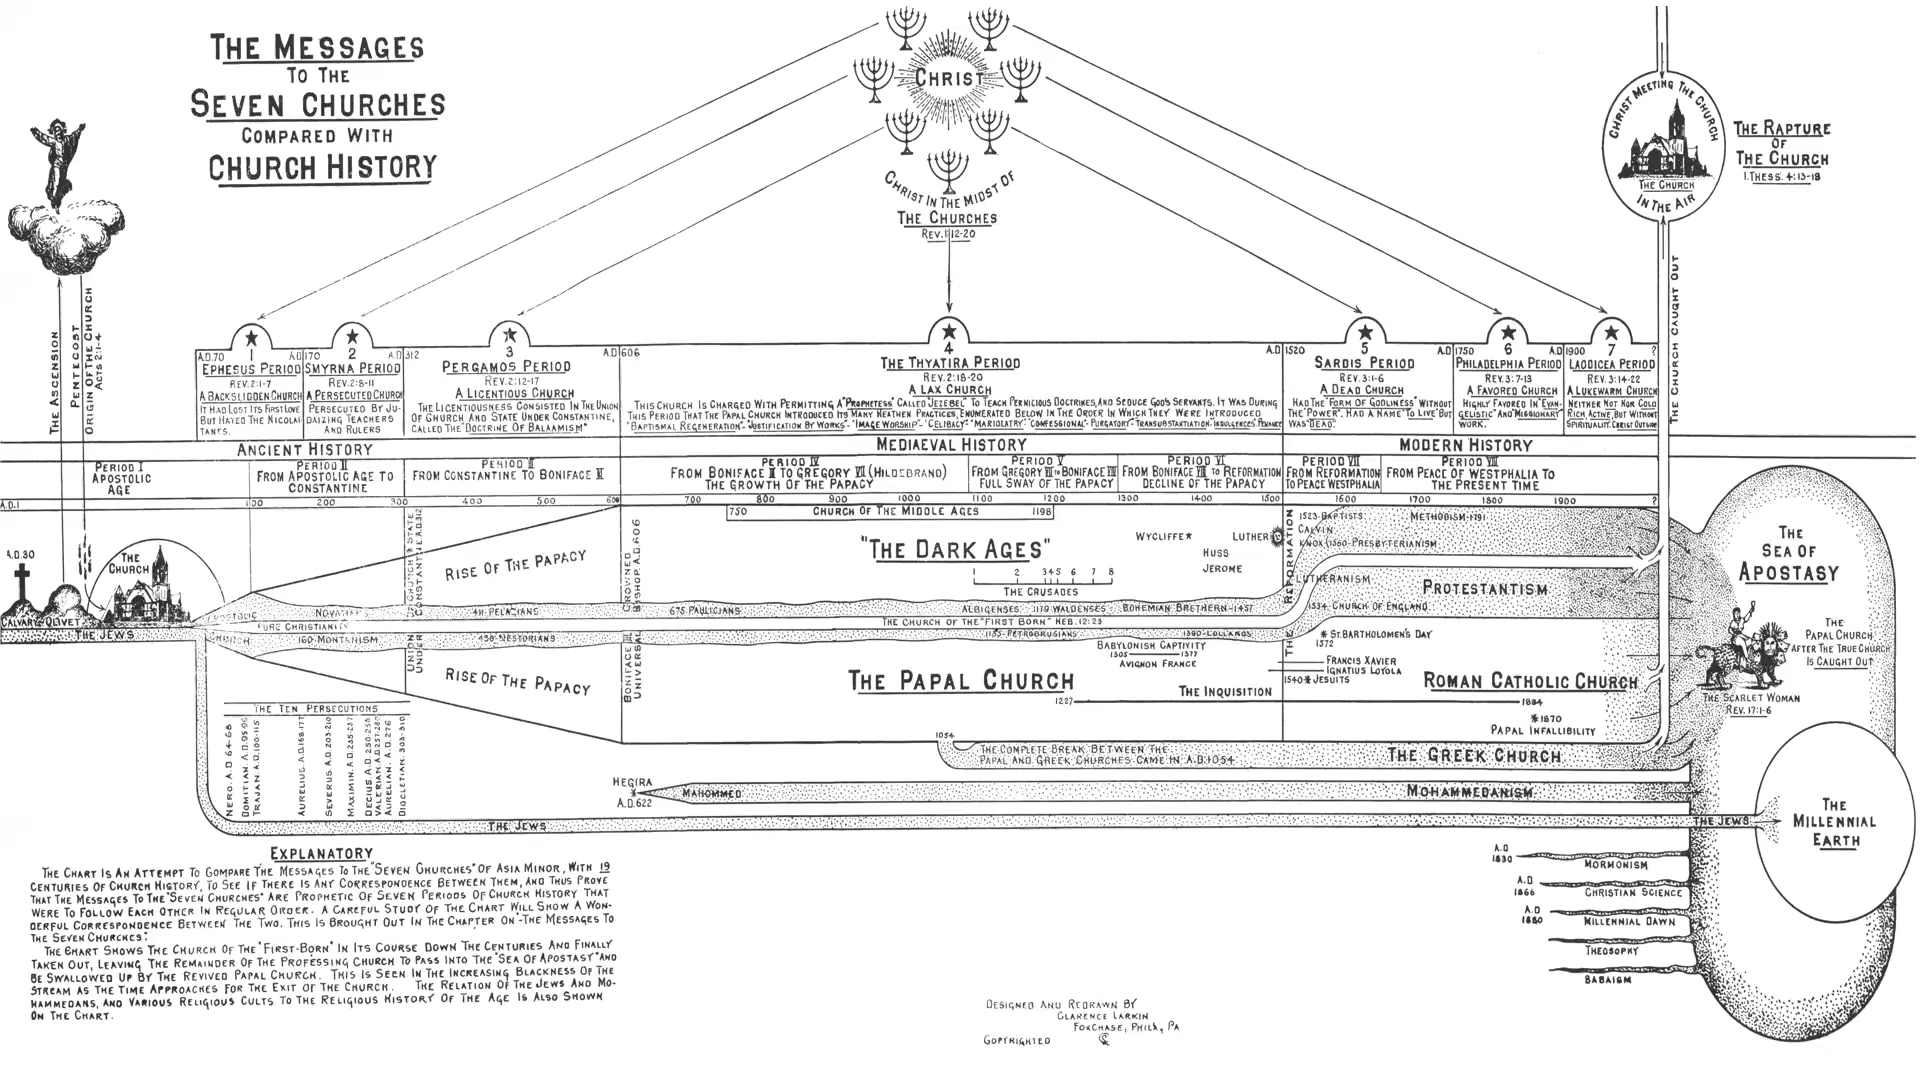 THE MESSAGES
TO THE
SEVEN CHURCHES
COMPARED WITH
CHURCH HISTORY
CHRIST
CHRIST IN THE MIDST OF
THE CHURCHES
REV. 1:12-20
CHRIST MEETING THE CHURCH
THE CHURCH
IN THE AIR
THE RAPTURE
OF
THE CHURCH
1. THESS. 4:13-18
THE CHURCH CAUGHT OUT
THE ASCENSION
PENTECOST
ORIGIN OF THE CHURCH
ACTS 2:1-4
A.D. 70 1 A.D 170
EPHESUS PERIOD
REV. 2:1-7
A BACKSLIDDEN CHURCH
IT HAD LOST ITS FIRST LOVE
BUT HATED THE NICOLAI-
TANES.
2 A.D 312
SMYRNA PERIOD
REV. 2:8-11
A PERSECUTED CHURCH
PERSECUTED BY JU-
DAIZING TEACHERS
AND RULERS
3 A.D 606
PERGAMOS PERIOD
REV. 2:12-17
A LICENTIOUS CHURCH
THE LICENTIOUSNESS CONSISTED IN THE UNION
OF CHURCH AND STATE UNDER CONSTANTINE,
CALLED THE "DOCTRINE OF BALAAMISM"
4 A.D 1520
THE THYATIRA PERIOD
REV. 2:18-20
A LAX CHURCH
THIS CHURCH IS CHARGED WITH PERMITTING A "PROPHETESS" CALLED "JEZEBEL" TO TEACH PERNICIOUS DOCTRINES, AND SEDUCE GOD'S SERVANTS. IT WAS DURING
THIS PERIOD THAT THE PAPAL CHURCH INTRODUCED ITS MANY HEATHEN PRACTICES, ENUMERATED BELOW IN THE ORDER IN WHICH THEY WERE INTRODUCED
"BAPTISMAL REGENERATION"- "JUSTIFICATION BY WORKS"- "IMAGE WORSHIP"- "CELIBACY"- "MARIOLATRY"- "CONFESSIONAL"- PURGATORY- TRANSUBSTANTIATION- INDULGENCES- PENANCE
5 A.D 1750
SARDIS PERIOD
REV. 3:1-6
A DEAD CHURCH
HAD THE "FORM OF GODLINESS" WITHOUT
THE "POWER". HAD A NAME "TO LIVE" BUT
WAS "DEAD."
6 A.D 1900
PHILADELPHIA PERIOD
REV. 3:7-13
A FAVORED CHURCH
HIGHLY FAVORED IN "EVAN-
GELISTIC" AND "MISSIONARY"
WORK.
7 ?
LAODICEA PERIOD
REV. 3:14-22
A LUKEWARM CHURCH
NEITHER HOT NOR COLD
RICH, ACTIVE, BUT WITHOUT
SPIRITUALITY. CHRIST OUTSIDE
ANCIENT HISTORY
MEDIAEVAL HISTORY
MODERN HISTORY
PERIOD I
APOSTOLIC
AGE
PERIOD II
FROM APOSTOLIC AGE TO
CONSTANTINE
FROM CONSTANTINE TO BONIFACE III
PERIOD IV
FROM BONIFACE III TO GREGORY VII (HILDEBRAND)
THE GROWTH OF THE PAPACY
PERIOD V
FROM GREGORY VII TO BONIFACE VIII
FULL SWAY OF THE PAPACY
PERIOD VI
FROM BONIFACE VIII TO REFORMATION
DECLINE OF THE PAPACY
PERIOD VII
FROM REFORMATION
TO PEACE WESTPHALIA
PERIOD VIII
FROM PEACE OF WESTPHALIA TO
THE PRESENT TIME
A.D.1 100 200 300 400 500 600 700 800 900 1000 1100 1200 1300 1400 1500 1600 1700 1800 1900 ?
750 CHURCH OF THE MIDDLE AGES 1198
A.D. 30
CALVARY OLIVET
THE JEWS
THE
CHURCH
APOSTOLIC
CHURCH
PURE CHRISTIANITY
160-MONTANISM
UNION CHURCH & STATE
UNDER CONSTANTINE A.D. 312
RISE OF THE PAPACY
411-PELAGIANS
430-NESTORIANS
RISE OF THE PAPACY
BONIFACE III CROWNED
UNIVERSAL BISHOP A.D. 606
"THE DARK AGES"
1 2 3 4 5 6 7 8
THE CRUSADES
WYCLIFFE
LUTHER
HUSS
JEROME
675-PAULICIANS
ALBIGENSES - 1179-WALDENSES - BOHEMIAN BRETHERN-1457
THE CHURCH OF THE "FIRST BORN" HEB. 12:23
1135-PETROBRUSIANS
1390-LOLLARDS
BABYLONISH CAPTIVITY
1305 1377
AVIGNON FRANCE
THE PAPAL CHURCH
THE INQUISITION
1227 1834
THE REFORMATION
1523-BAPTISTS
METHODISM-1791
CALVIN
KNOX 1560-PRESBYTERIANISM
LUTHERANISM
PROTESTANTISM
1534-CHURCH OF ENGLAND
ST. BARTHOLOMEN'S DAY
1572
FRANCIS XAVIER
IGNATIUS LOYOLA
1540 JESUITS
ROMAN CATHOLIC CHURCH
1870
PAPAL INFALLIBILITY
1054
THE COMPLETE BREAK BETWEEN THE
PAPAL AND GREEK CHURCHES CAME IN A.D. 1054
THE GREEK CHURCH
HEGIRA
A.D. 622
MAHOMMED
MOHAMMEDANISM
THE JEWS
THE JEWS
THE
SEA OF
APOSTASY
THE
PAPAL CHURCH
AFTER THE TRUE CHURCH
IS CAUGHT OUT
THE SCARLET WOMAN
REV. 17:1-6
THE
MILLENNIAL
EARTH
THE TEN PERSECUTIONS
NERO. A.D. 64-68
DOMITIAN. A.D. 95-96
TRAJAN. A.D. 100-115
AURELIUS. A.D. 168-177
SEVERUS. A.D. 203-210
MAXIMIN. A.D. 235-237
DECIUS A.D. 250-253
VALERIAN. A.D. 257-260
AURELIAN. A.D. 276
DIOCLETIAN. 303-310
A.D
1830
MORMONISM
A.D
1866
CHRISTIAN SCIENCE
A.D
1880
MILLENNIAL DAWN
THEOSOPHY
BABAISM
EXPLANATORY
THE CHART IS AN ATTEMPT TO COMPARE THE MESSAGES TO THE "SEVEN CHURCHES" OF ASIA MINOR, WITH 19
CENTURIES OF CHURCH HISTORY, TO SEE IF THERE IS ANY CORRESPONDENCE BETWEEN THEM, AND THUS PROVE
THAT THE MESSAGES TO THE "SEVEN CHURCHES" ARE PROPHETIC OF SEVEN PERIODS OF CHURCH HISTORY THAT
WERE TO FOLLOW EACH OTHER IN REGULAR ORDER. A CAREFUL STUDY OF THE CHART WILL SHOW A WON-
DERFUL CORRESPONDENCE BETWEEN THE TWO. THIS IS BROUGHT OUT IN THE CHAPTER ON "THE MESSAGES TO
THE SEVEN CHURCHES."
THE CHART SHOWS THE CHURCH OF THE "FIRST-BORN" IN ITS COURSE DOWN THE CENTURIES AND FINALLY
TAKEN OUT, LEAVING THE REMAINDER OF THE PROFESSING CHURCH TO PASS INTO THE "SEA OF APOSTASY" AND
BE SWALLOWED UP BY THE REVIVED PAPAL CHURCH. THIS IS SEEN IN THE INCREASING BLACKNESS OF THE
STREAM AS THE TIME APPROACHES FOR THE EXIT OF THE CHURCH. THE RELATION OF THE JEWS AND MO-
HAMMEDANS, AND VARIOUS RELIGIOUS CULTS TO THE RELIGIOUS HISTORY OF THE AGE IS ALSO SHOWN
ON THE CHART.
DESIGNED AND REDRAWN BY
CLARENCE LARKIN
FOXCHASE, PHILA, PA
COPYRIGHTED